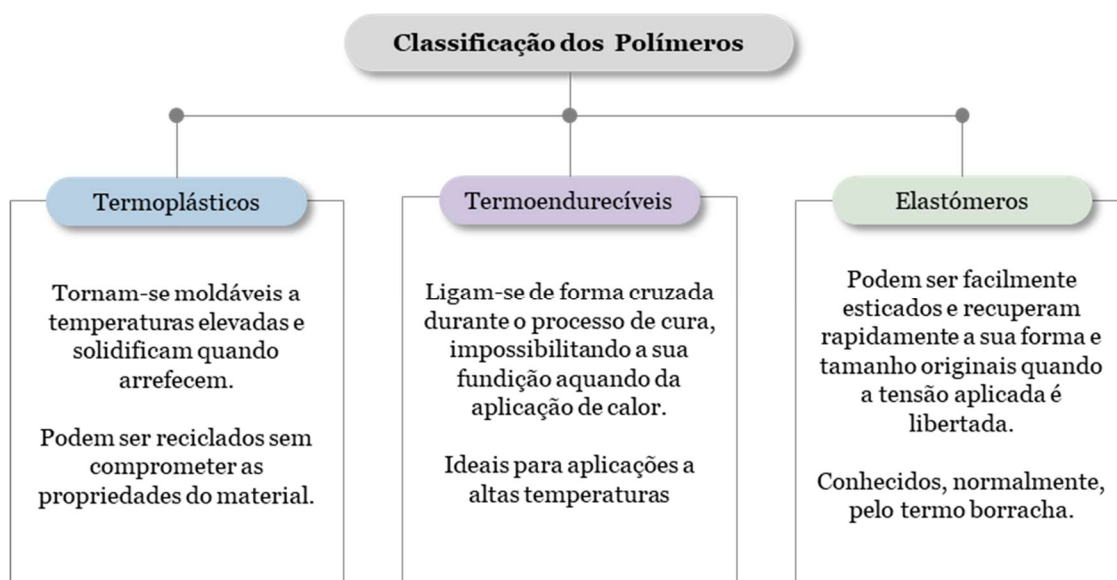 Classificação dos Polímeros
Termoplásticos
Tornam-se moldáveis a
temperaturas elevadas e
solidificam quando
arrefecem.
Podem ser reciclados sem
comprometer as
propriedades do material.
Termoendurecíveis
Ligam-se de forma cruzada
durante o processo de cura,
impossibilitando a sua
fundição aquando da
aplicação de calor.
Ideais para aplicações a
altas temperaturas
Elastómeros
Podem ser facilmente
esticados e recuperam
rapidamente a sua forma e
tamanho originais quando
a tensão aplicada é
libertada.
Conhecidos, normalmente,
pelo termo borracha.